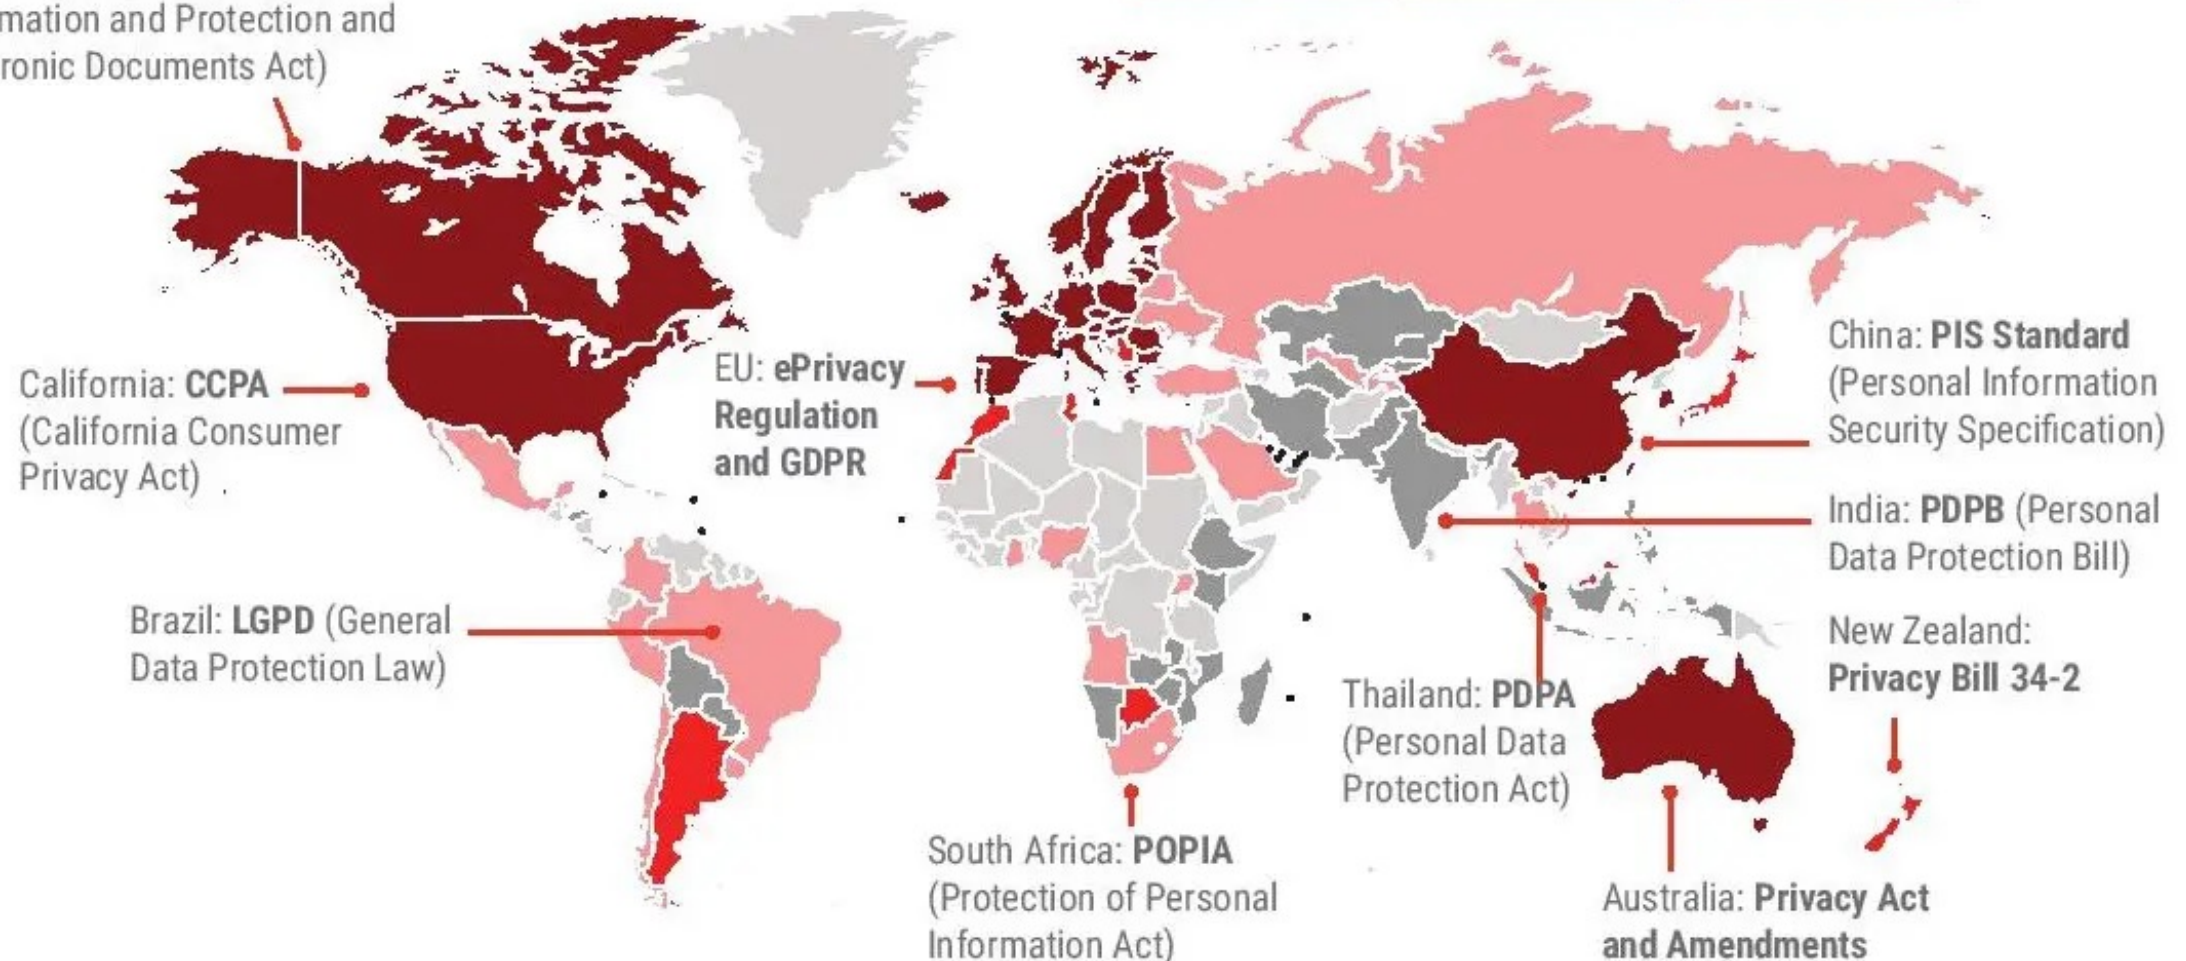 mation and Protection and
ronic Documents Act)
California: CCPA
(California Consumer
Privacy Act)
EU: ePrivacy
Regulation
and GDPR
China: PIS Standard
(Personal Information
Security Specification)
India: PDPB (Personal
Data Protection Bill)
Brazil: LGPD (General
Data Protection Law)
New Zealand:
Privacy Bill 34-2
Thailand: PDPA
(Personal Data
Protection Act)
South Africa: POPIA
(Protection of Personal
Information Act)
Australia: Privacy Act
and Amendments